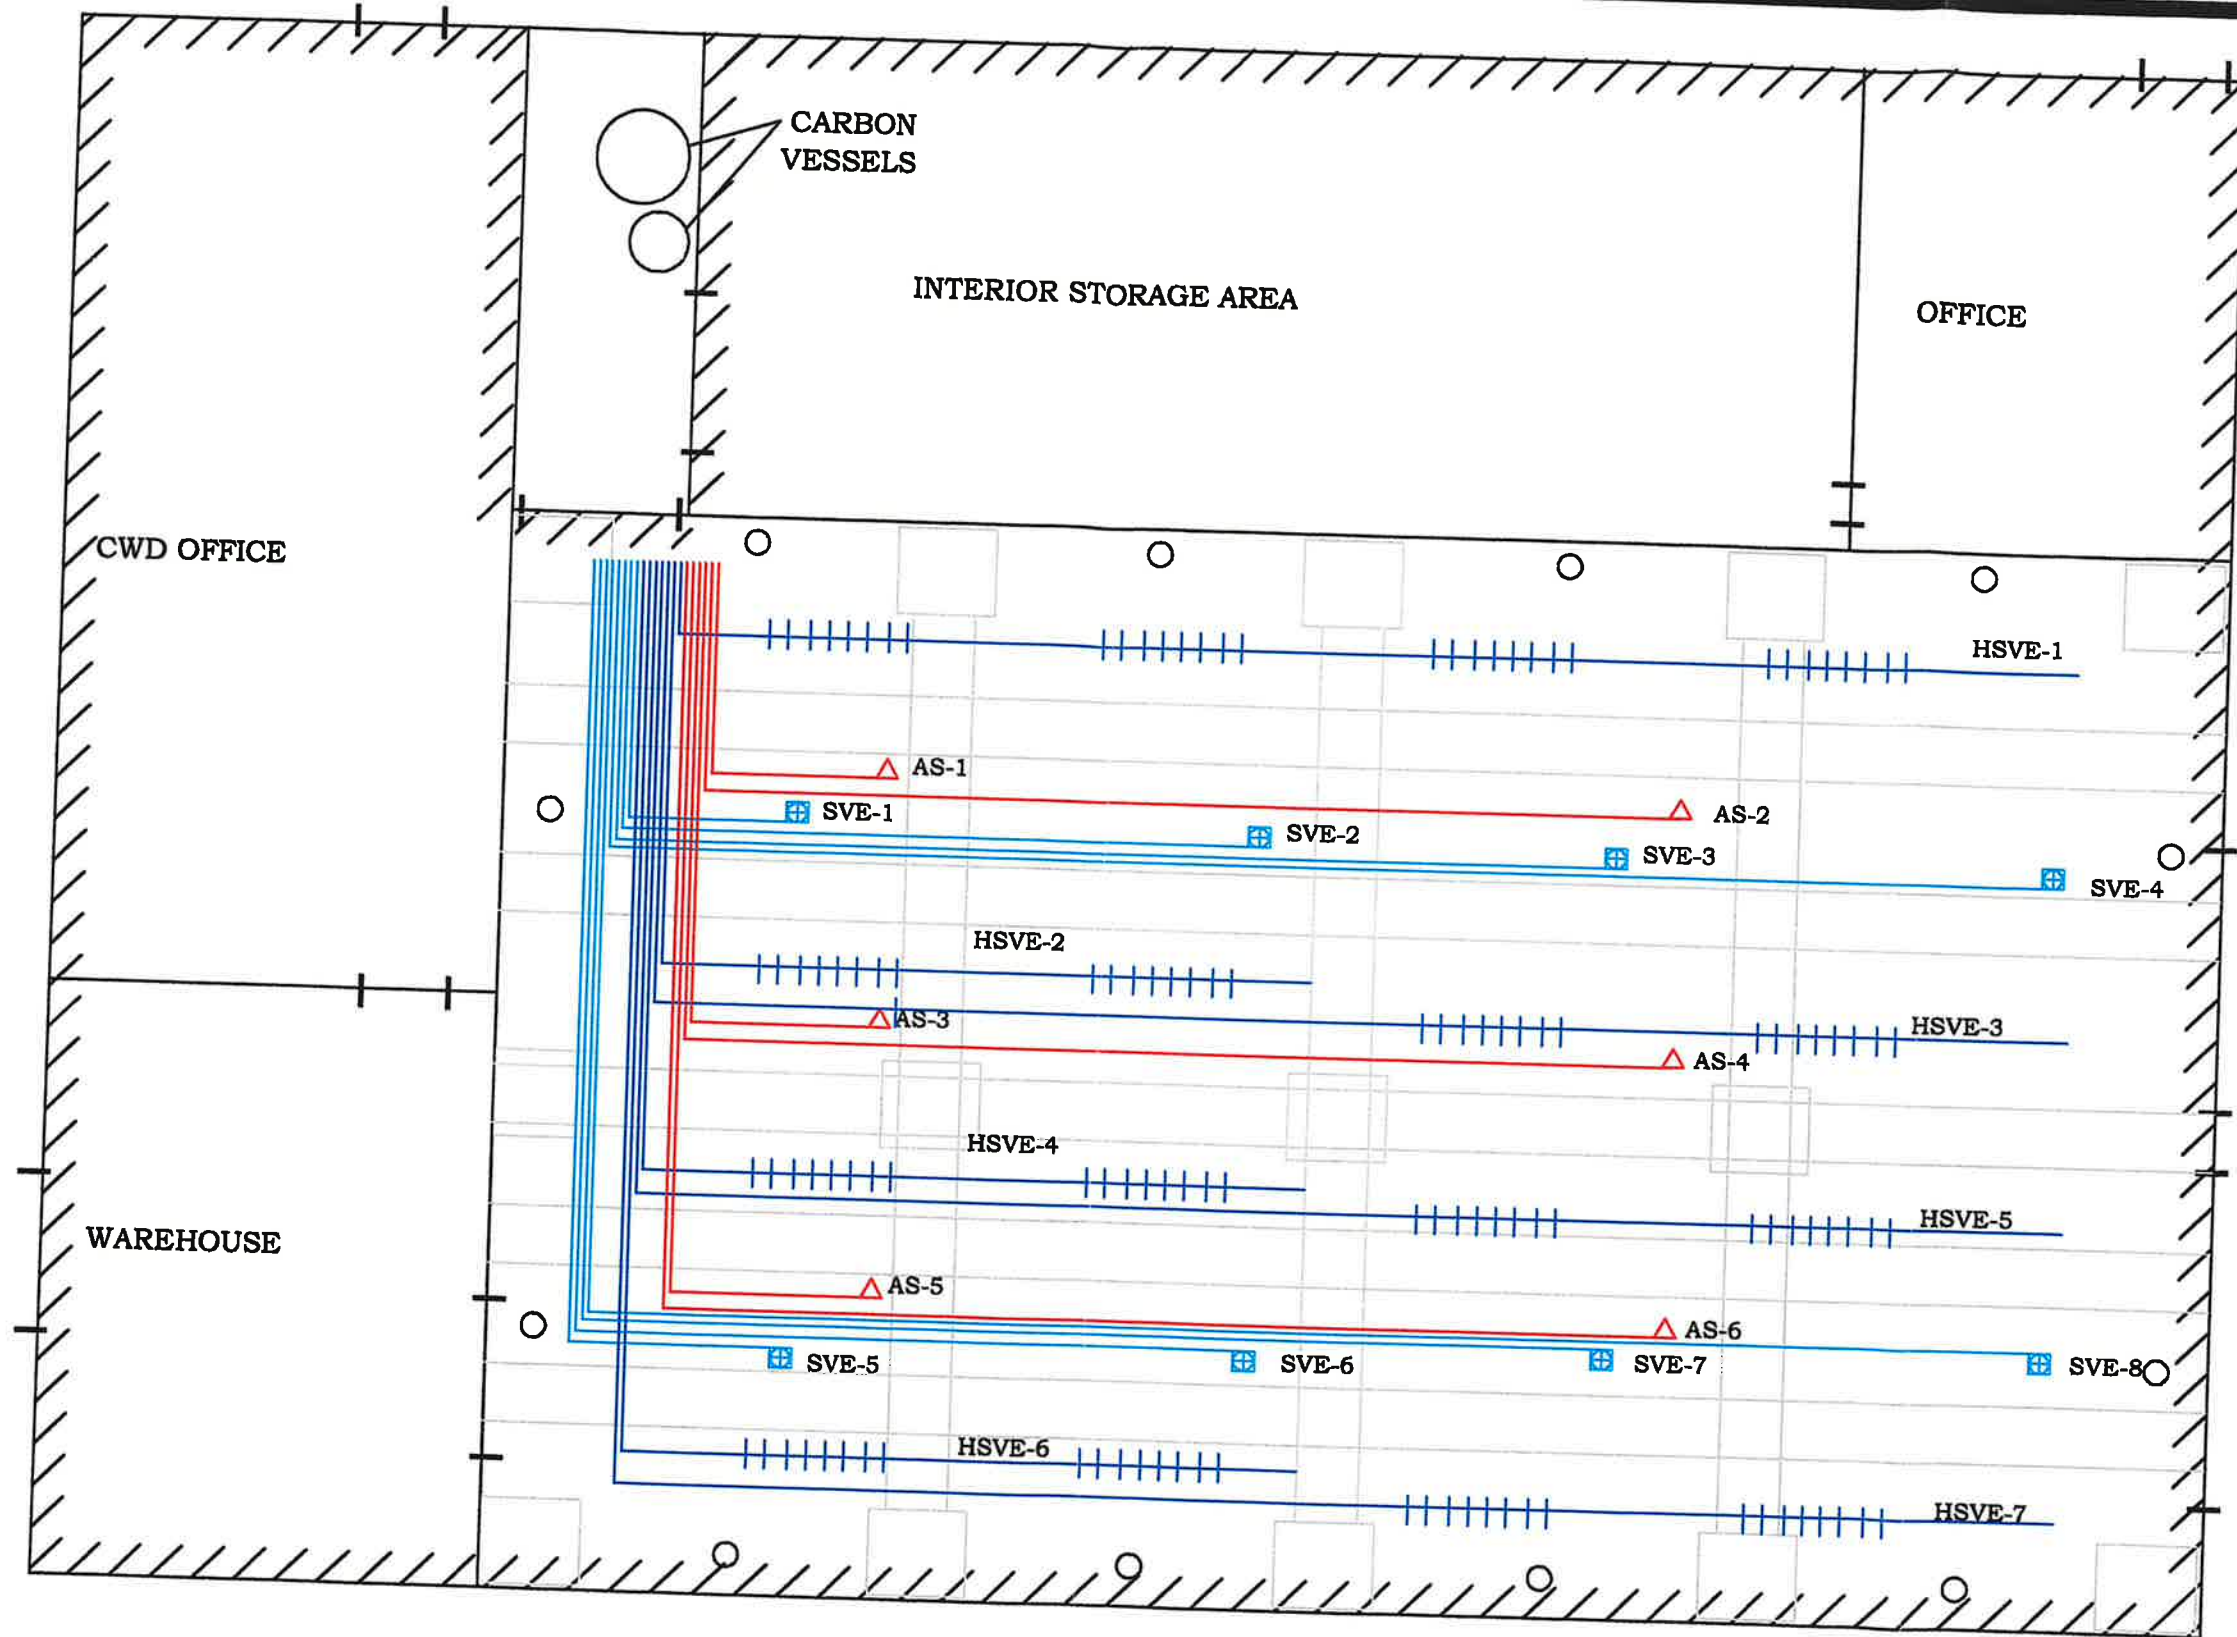 CARBON
VESSELS
INTERIOR STORAGE AREA
OFFICE
CWD OFFICE
HSVE-1
AS-1
SVE-1
AS-2
SVE-2
SVE-3
SVE-4
HSVE-2
AS-3
HSVE-3
AS-4
HSVE-4
HSVE-5
WAREHOUSE
AS-5
AS-6
SVE-5
SVE-6
SVE-7
SVE-8
HSVE-6
HSVE-7